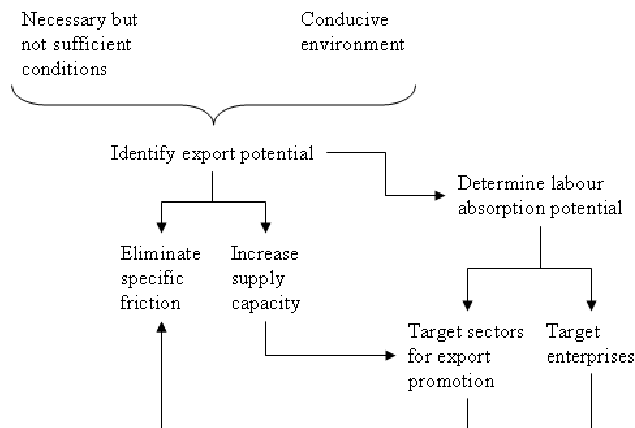 Necessary but
not sufficient
conditions
Conducive
environment
Identify export potential
Determine labour
absorption potential
Eliminate
specific
friction
Increase
supply
capacity
Target sectors
for export
promotion
Target
enterprises